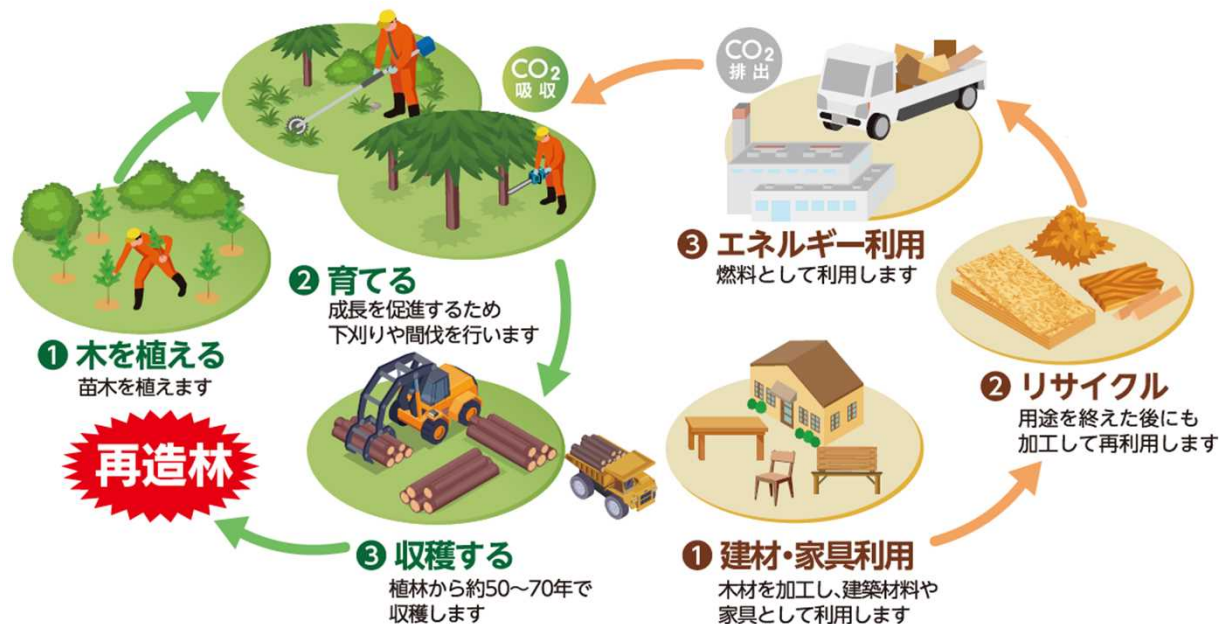 CO2
吸収
CO2
排出
❸ エネルギー利用
燃料として利用します
❷ 育てる
成長を促進するため
下刈りや間伐を行います
❶ 木を植える
苗木を植えます
❷ リサイクル
用途を終えた後にも
加工して再利用します
再造林
❸ 収穫する
植林から約50〜70年で
収穫します
❶ 建材・家具利用
木材を加工し、建築材料や
家具として利用します